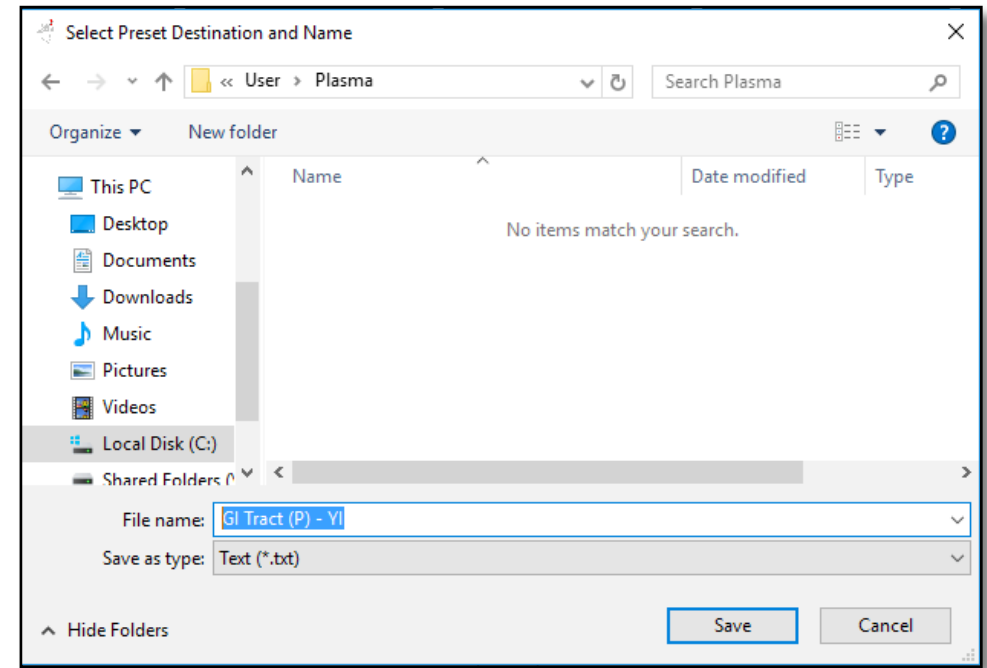 Select Preset Destination and Name
« User > Plasma
Search Plasma
Organize
New folder
?
This PC
Desktop
Documents
Downloads
Music
Pictures
Videos
Local Disk (C:)
Shared Folders (
Name
Date modified
Type
No items match your search.
File name: GI Tract (P) - YI
Save as type: Text (*.txt)
Hide Folders
Save
Cancel